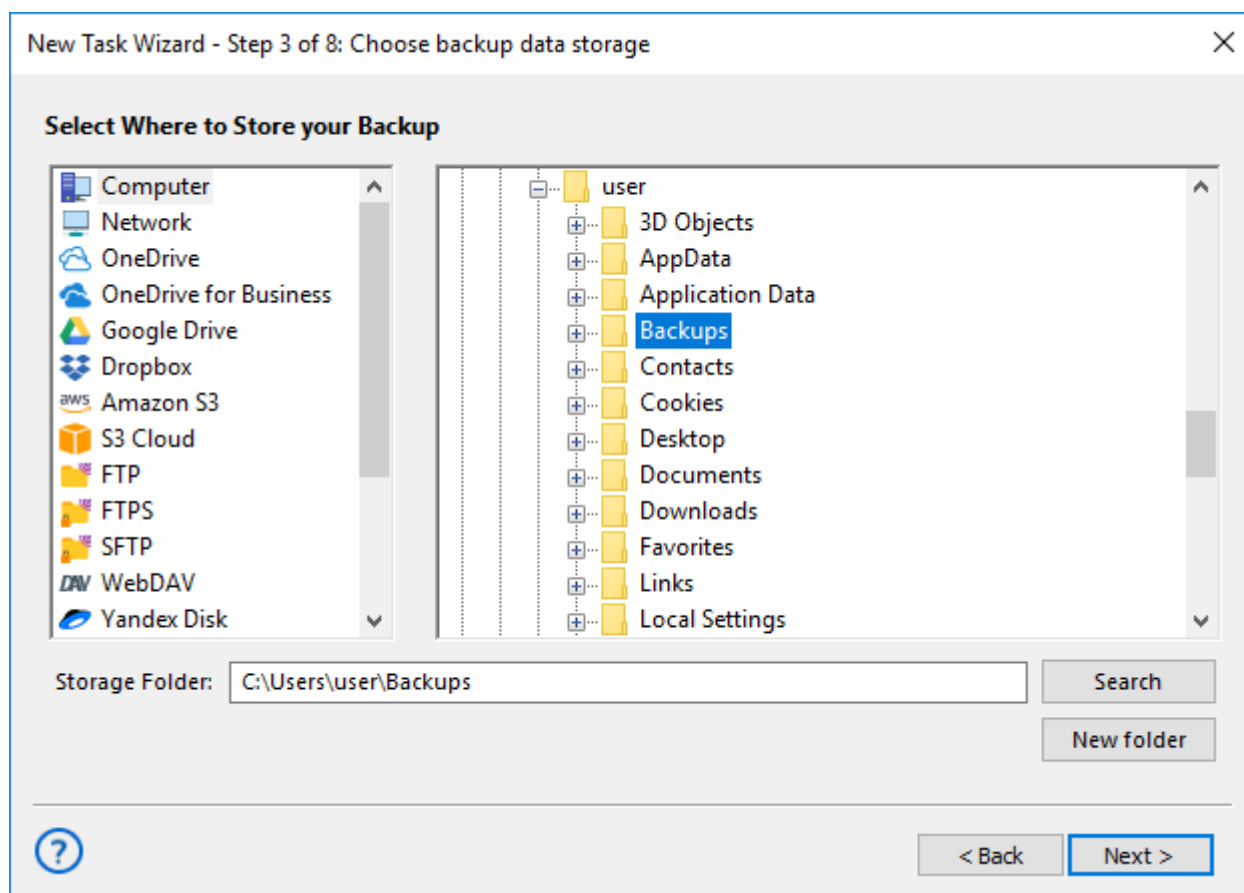 New Task Wizard - Step 3 of 8: Choose backup data storage
Select Where to Store your Backup
Computer
Network
OneDrive
OneDrive for Business
Google Drive
Dropbox
aws Amazon S3
S3 Cloud
FTP
FTPS
SFTP
DAV WebDAV
Yandex Disk
user
3D Objects
AppData
Application Data
Backups
Contacts
Cookies
Desktop
Documents
Downloads
Favorites
Links
Local Settings
Storage Folder: C:\Users\user\Backups
Search
New folder
?
< Back
Next >